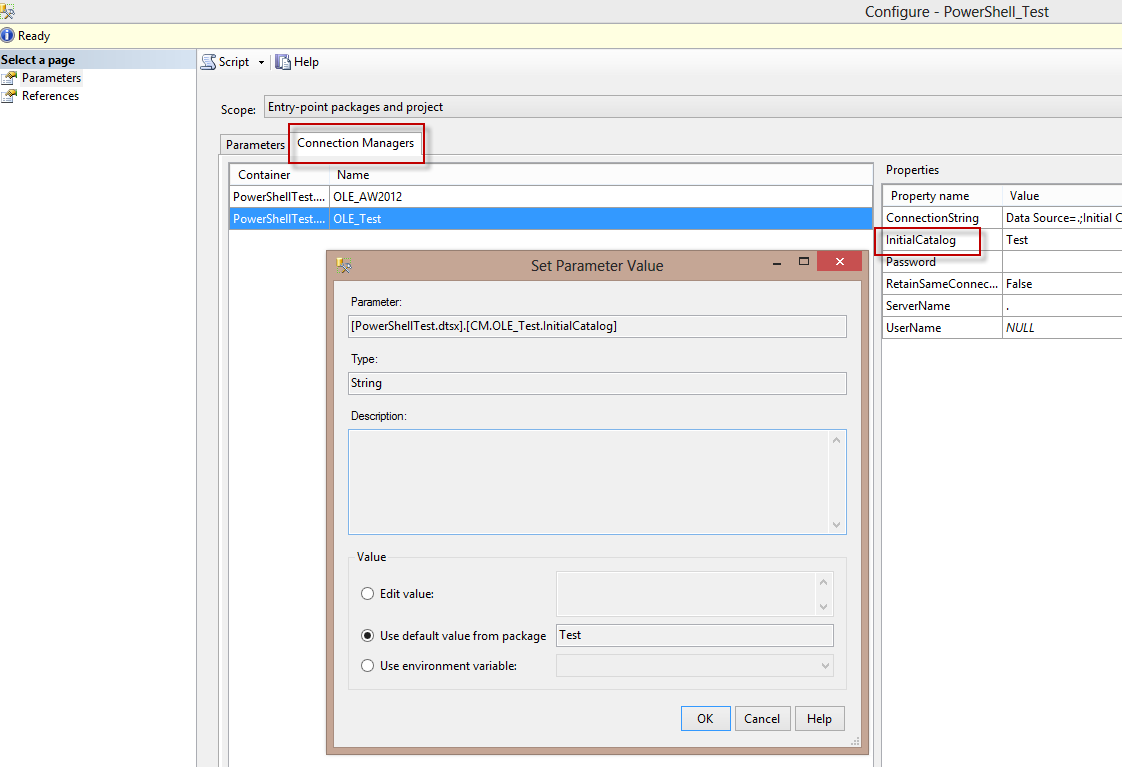 Configure - PowerShell_Test
Ready
Select a page
Parameters
References
Script
Help
Scope:
Entry-point packages and project
Parameters
Connection Managers
Container Name
PowerShellTest.... OLE_AW2012
PowerShellTest.... OLE_Test
Properties
Property name Value
ConnectionString Data Source=.;Initial C
InitialCatalog Test
Password
RetainSameConnec... False
ServerName .
UserName NULL
Set Parameter Value
Parameter:
[PowerShellTest.dtsx].[CM.OLE_Test.InitialCatalog]
Type:
String
Description:
Value
Edit value:
Use default value from package Test
Use environment variable:
OK Cancel Help